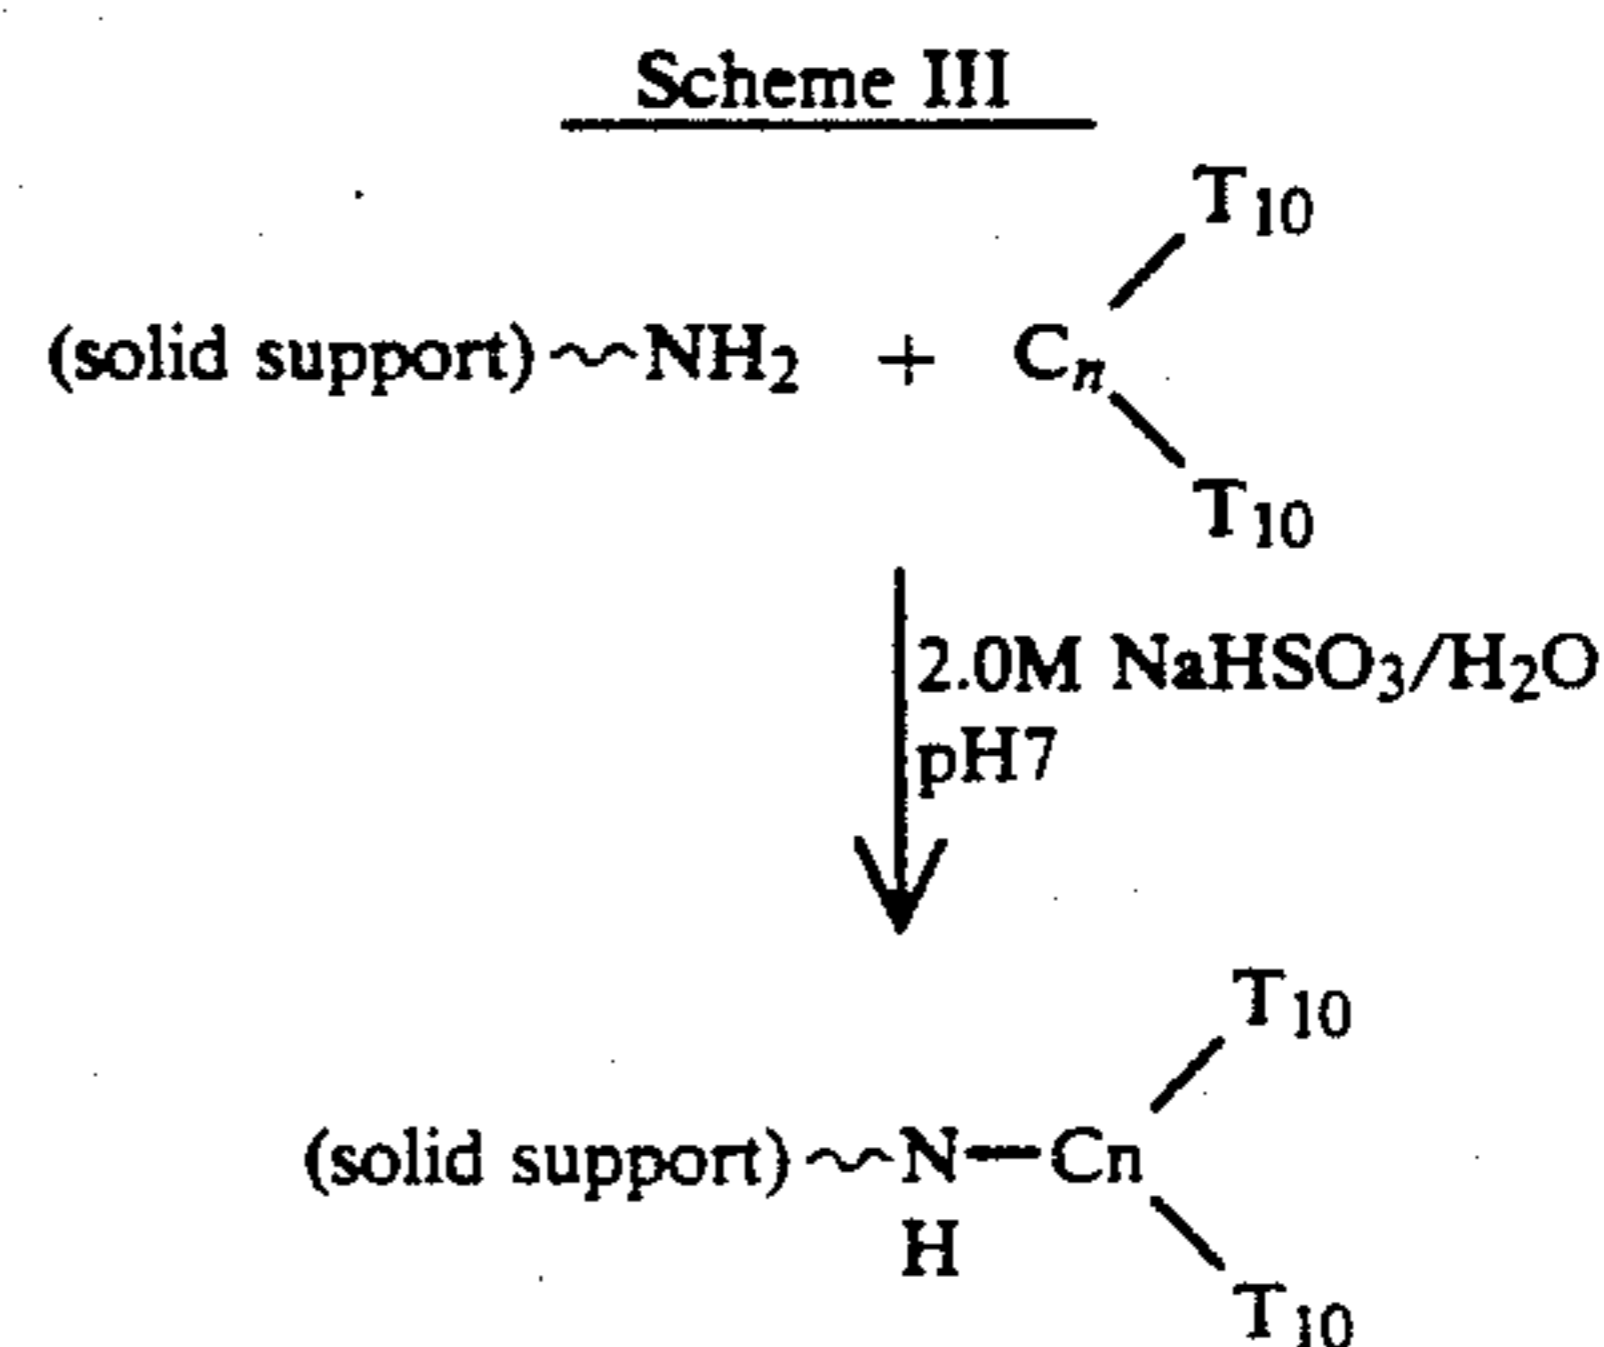 Scheme III
T10
(solid support) ~ NH2 + Cn
T10
2.0M NaHSO3/H2O
pH7
T10
(solid support) ~ N—Cn
H
T10